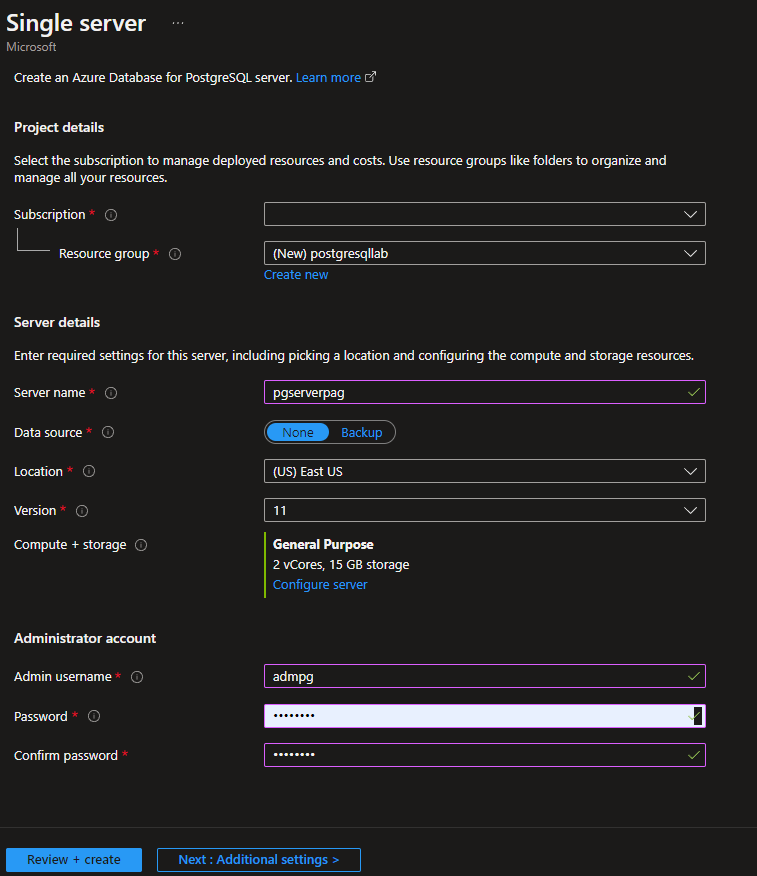 Single server ...
Microsoft
Create an Azure Database for PostgreSQL server. Learn more
Project details
Select the subscription to manage deployed resources and costs. Use resource groups like folders to organize and
manage all your resources.
Subscription *
Resource group * (New) postgresqllab
Create new
Server details
Enter required settings for this server, including picking a location and configuring the compute and storage resources.
Server name * pgserverpag
Data source * None Backup
Location * (US) East US
Version * 11
Compute + storage General Purpose
2 vCores, 15 GB storage
Configure server
Administrator account
Admin username * admpg
Password * ••••••••
Confirm password * ••••••••
Review + create Next : Additional settings >